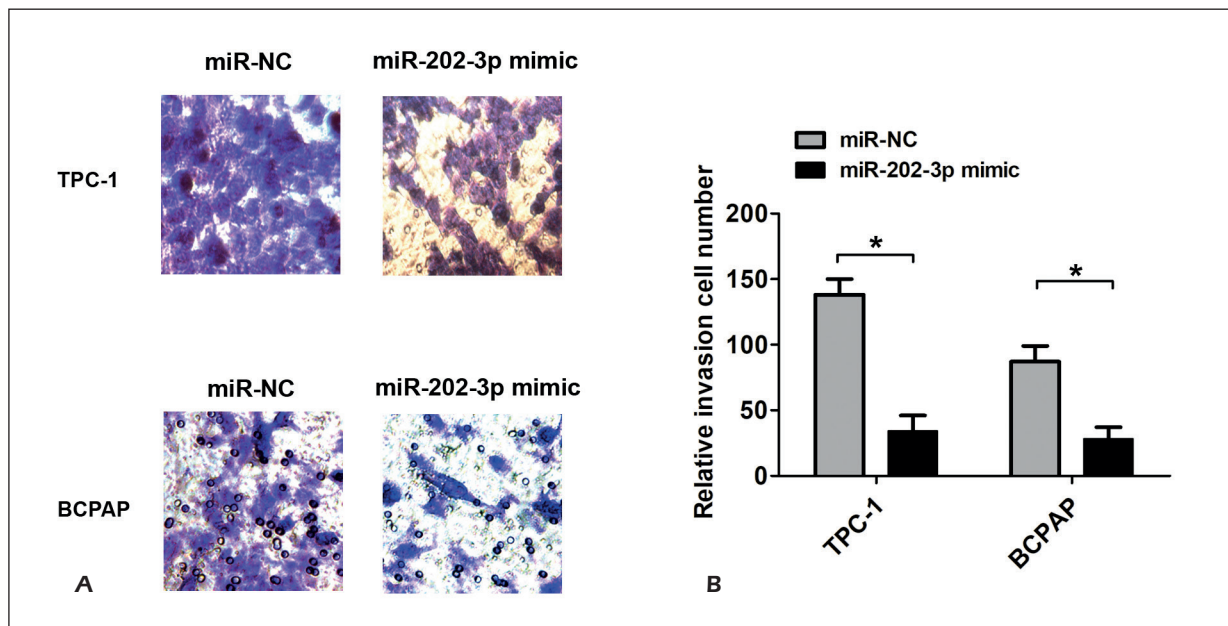 miR-NC
miR-202-3p mimic
TPC-1
miR-NC
miR-202-3p mimic
BCPAP
A
miR-NC
miR-202-3p mimic
Relative invasion cell number
200
150
100
50
0
*
*
TPC-1
BCPAP
B